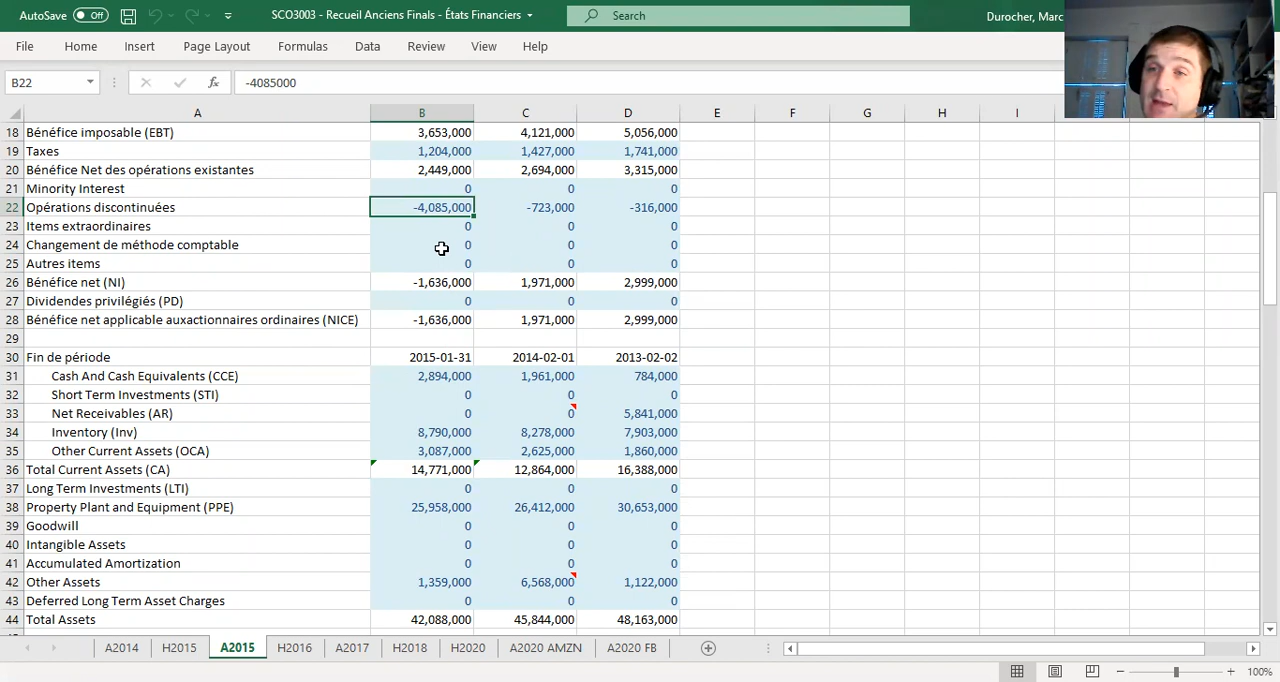 AutoSave Off SCO3003 - Recueil Anciens Finals - États Financiers Search Durocher, Marc
File Home Insert Page Layout Formulas Data Review View Help
B22 fx -4085000
A B C D E F G H I
18 Bénéfice imposable (EBT) 3,653,000 4,121,000 5,056,000
19 Taxes 1,204,000 1,427,000 1,741,000
20 Bénéfice Net des opérations existantes 2,449,000 2,694,000 3,315,000
21 Minority Interest 0 0 0
22 Opérations discontinuées -4,085,000 -723,000 -316,000
23 Items extraordinaires 0 0 0
24 Changement de méthode comptable 0 0 0
25 Autres items 0 0 0
26 Bénéfice net (NI) -1,636,000 1,971,000 2,999,000
27 Dividendes privilégiés (PD) 0 0 0
28 Bénéfice net applicable auxactionnaires ordinaires (NICE) -1,636,000 1,971,000 2,999,000
29
30 Fin de période 2015-01-31 2014-02-01 2013-02-02
31 Cash And Cash Equivalents (CCE) 2,894,000 1,961,000 784,000
32 Short Term Investments (STI) 0 0 0
33 Net Receivables (AR) 0 0 5,841,000
34 Inventory (Inv) 8,790,000 8,278,000 7,903,000
35 Other Current Assets (OCA) 3,087,000 2,625,000 1,860,000
36 Total Current Assets (CA) 14,771,000 12,864,000 16,388,000
37 Long Term Investments (LTI) 0 0 0
38 Property Plant and Equipment (PPE) 25,958,000 26,412,000 30,653,000
39 Goodwill 0 0 0
40 Intangible Assets 0 0 0
41 Accumulated Amortization 0 0 0
42 Other Assets 1,359,000 6,568,000 1,122,000
43 Deferred Long Term Asset Charges 0 0 0
44 Total Assets 42,088,000 45,844,000 48,163,000
A2014 H2015 A2015 H2016 A2017 H2018 H2020 A2020 AMZN A2020 FB
100%